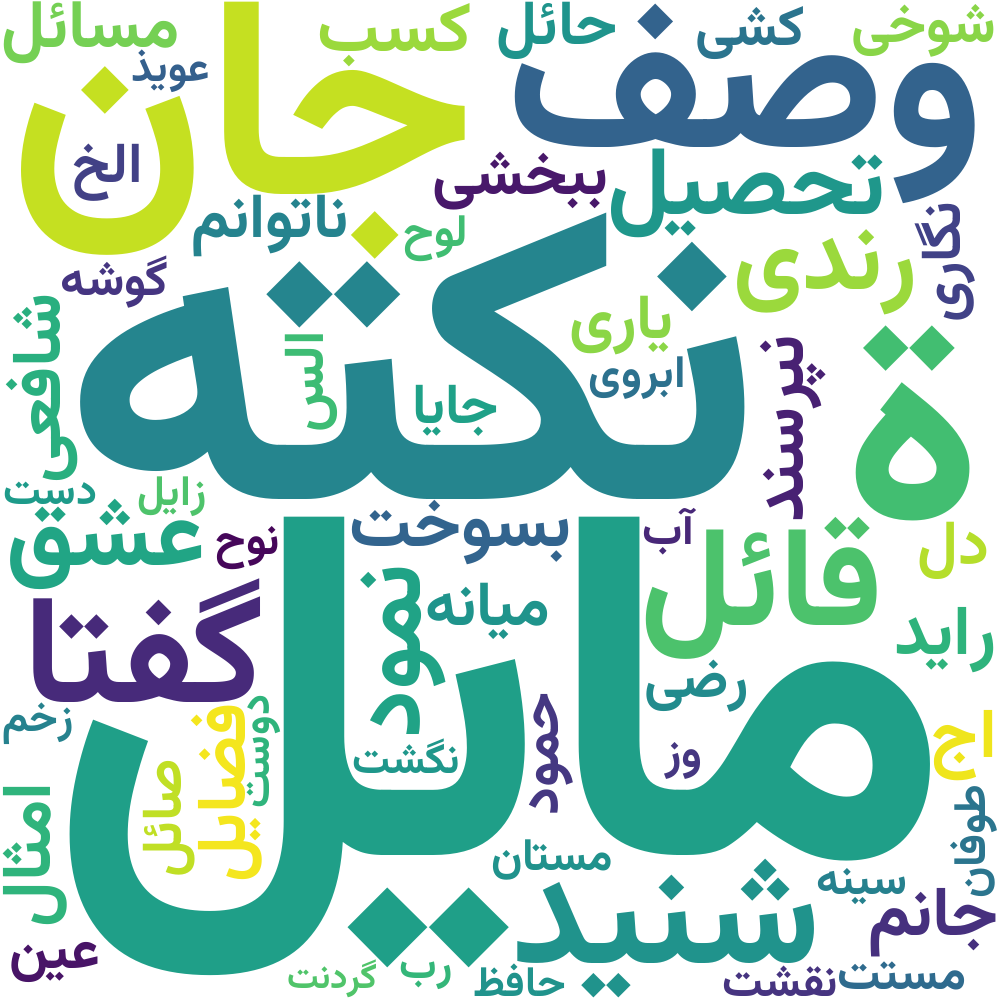 شوخی
کشی
حائل
کسب
مسائل
جان
وصف
عویذ
الخ
ببخشی
تحصیل
ناتوانم
لوح
نگاری
رندی
گوشه
نکته
یاری
ابروی
شافعی
الس
جایا
نپرسند
ة
دست
زایل
عشق
نوح
بسوخت
آب
قائل
دل
گفتا
نمود
میانه
راید
مایل
رضی
زخم
دوست
فضایل
نگشت
حمود
وز
اج
صائل
امثال
طوفان
مستان
سینه
شنید
جانم
عین
رب
گردنت
حافظ
نقشت
مستت